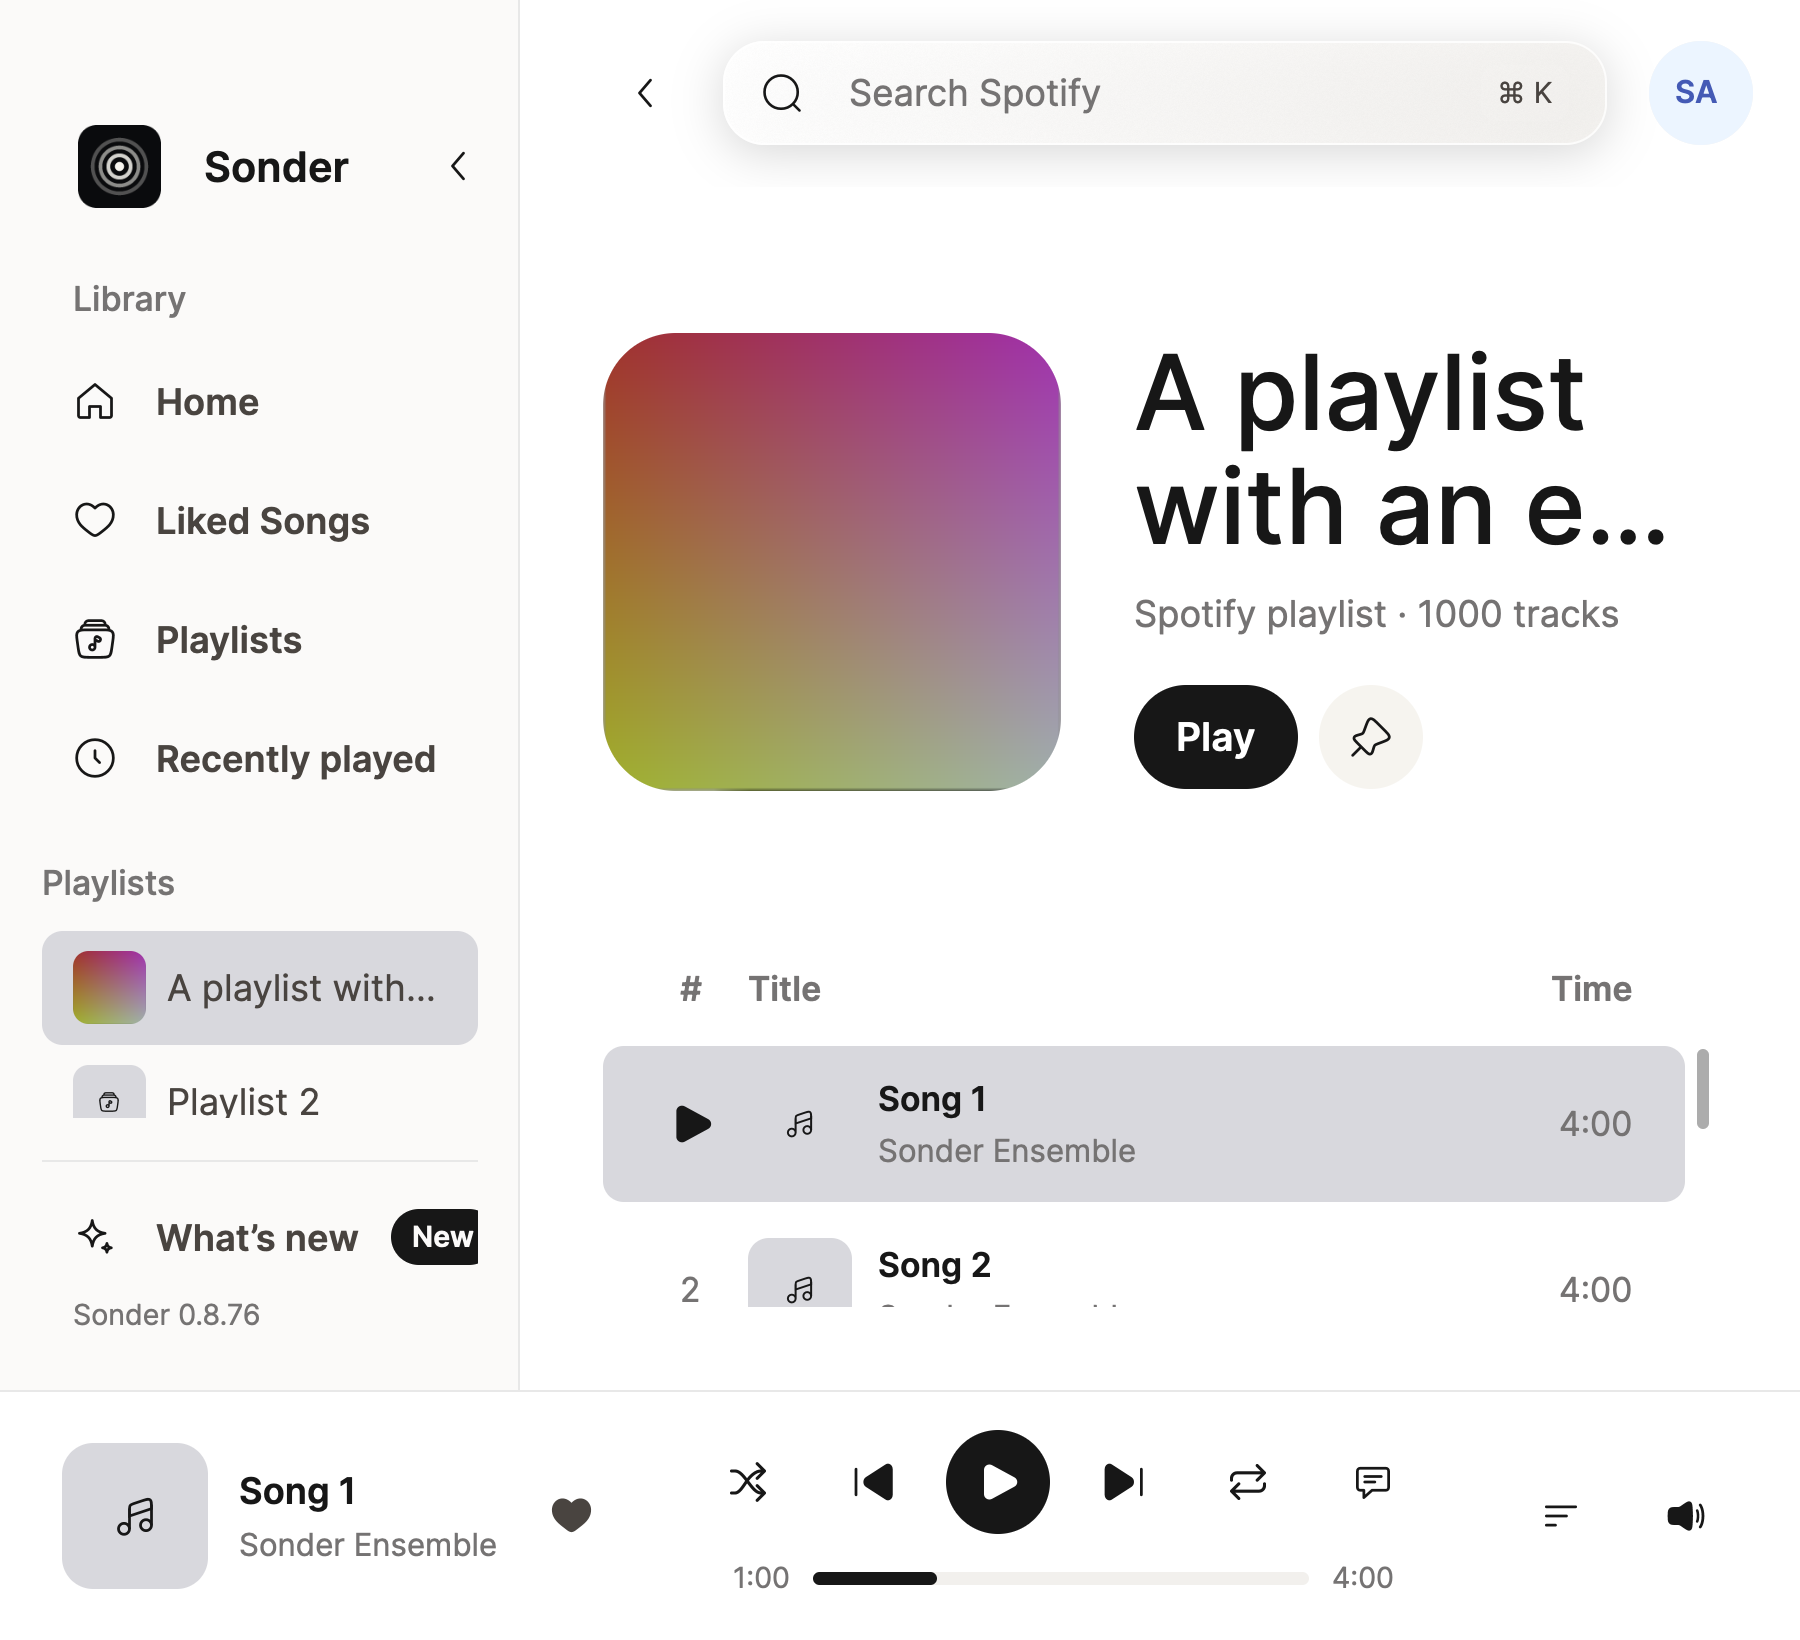 Search Spotify
⌘ K
SA
Sonder
Library
Home
Liked Songs
Playlists
Recently played
Playlists
A playlist with...
Playlist 2
What’s new
New
Sonder 0.8.76
A playlist
with an e...
Spotify playlist · 1000 tracks
Play
# Title Time
Song 1
Sonder Ensemble
4:00
2
Song 2
4:00
Song 1
Sonder Ensemble
1:00
4:00